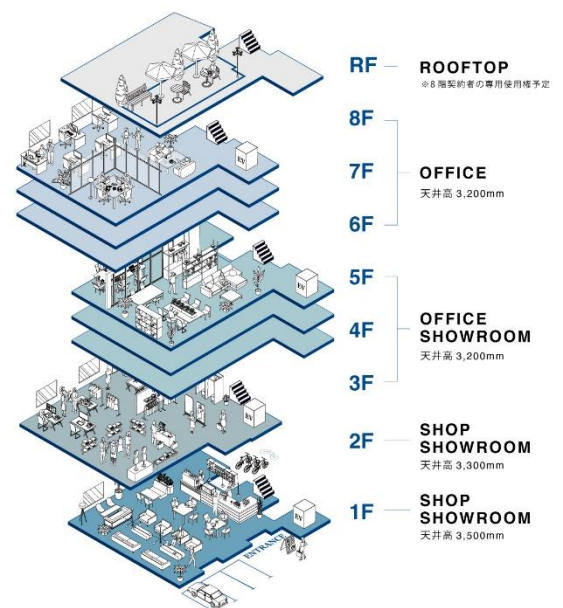 RF
ROOFTOP
※8階契約者の専用使用権予定
8F
7F
6F
OFFICE
天井高 3,200mm
EV
5F
4F
3F
OFFICE
SHOWROOM
天井高 3,200mm
EV
2F
SHOP
SHOWROOM
天井高 3,300mm
EV
1F
SHOP
SHOWROOM
天井高 3,500mm
EV
ENTRANCE